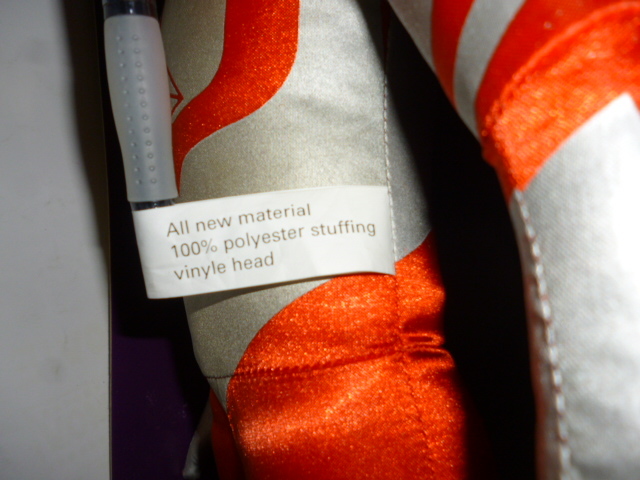 All new material
100% polyester stuffing
vinyle head